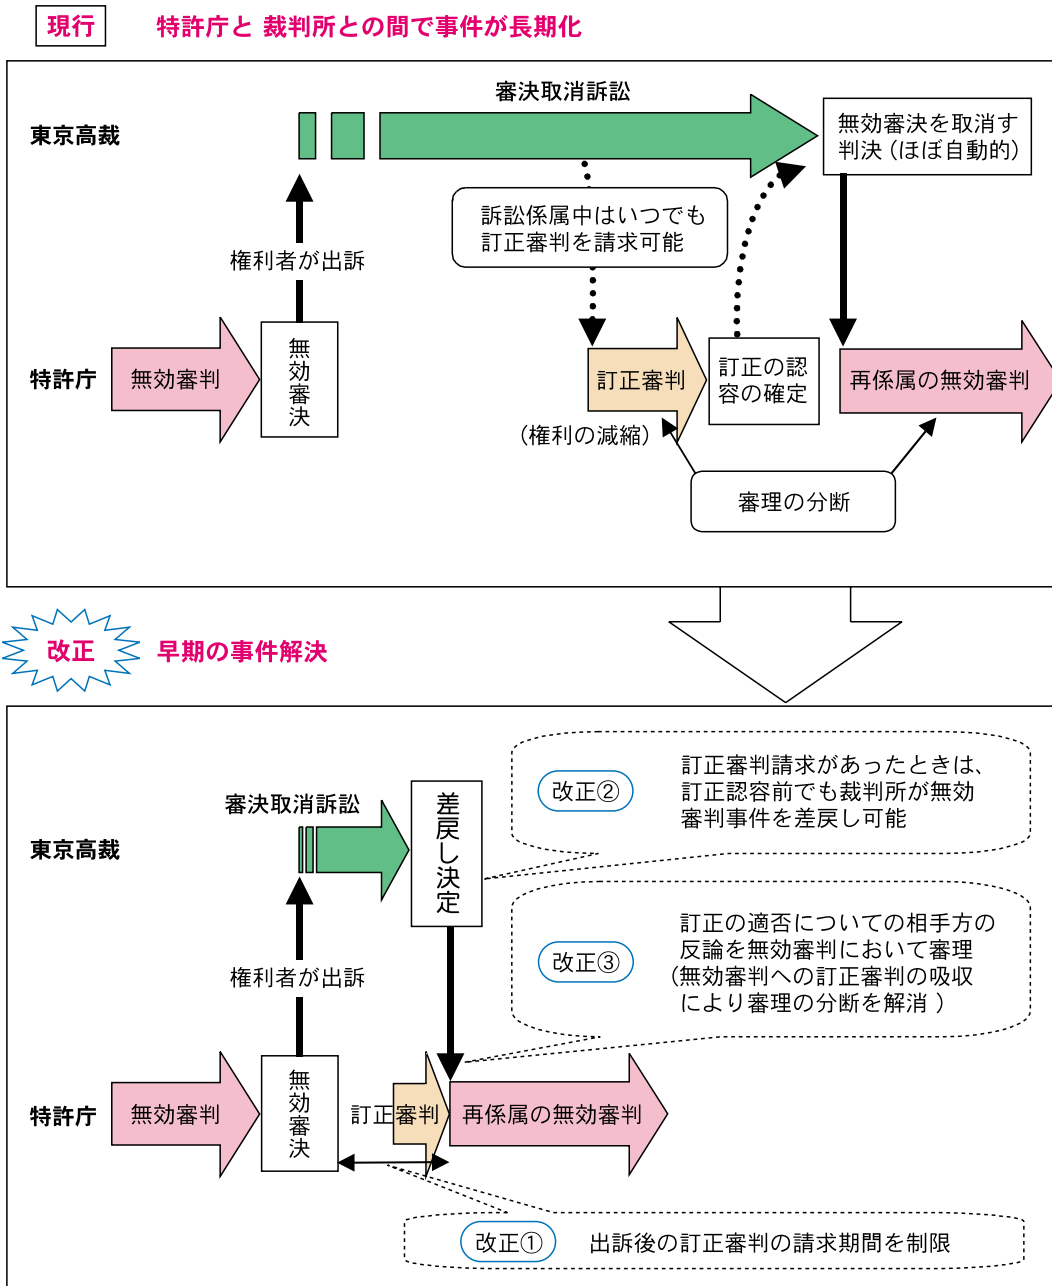 現行
特許庁と 裁判所との間で事件が長期化
審決取消訴訟
東京高裁
無効審決を取消す
判決(ほぼ自動的)
訴訟係属中はいつでも
訂正審判を請求可能
権利者が出訴
特許庁
無効審判
無効審決
訂正審判
訂正の認
容の確定
再係属の無効審判
(権利の減縮)
審理の分断
改正
早期の事件解決
改正②
訂正審判請求があったときは、
訂正認容前でも裁判所が無効
審判事件を差戻し可能
審決取消訴訟
東京高裁
差戻し決定
改正③
訂正の適否についての相手方の
反論を無効審判において審理
(無効審判への訂正審判の吸収
により審理の分断を解消 )
権利者が出訴
特許庁
無効審判
無効審決
訂正審判
再係属の無効審判
改正①
出訴後の訂正審判の請求期間を制限